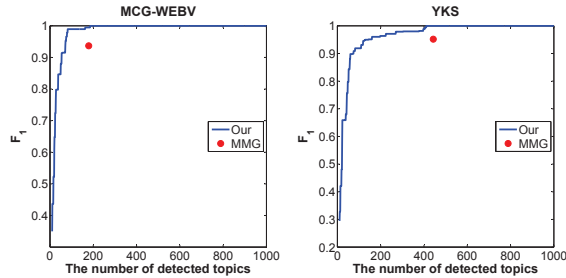 MCG-WEBV
1
0.9
0.8
0.7
0.6
0.5
0.4
F1
Our
MMG
0 200 400 600 800 1000
The number of detected topics
YKS
1
0.9
0.8
0.7
0.6
0.5
0.4
0.3
0.2
F1
Our
MMG
0 200 400 600 800 1000
The number of detected topics